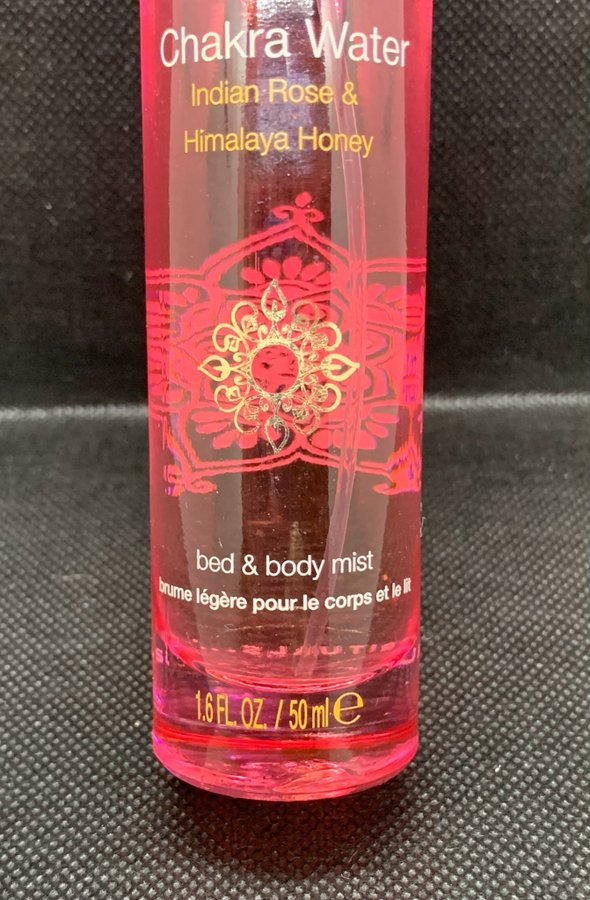 Chakra Water
Indian Rose &
Himalaya Honey
bed & body mist
brume légère pour le corps et le lit
1.6 FL. OZ. / 50 ml ℮